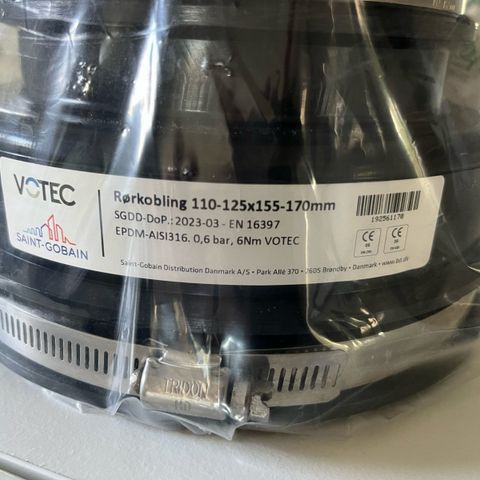 VOTEC
SAINT-GOBAIN
Rørkobling 110-125x155-170mm
SGDD-DoP.: 2023-03 - EN 16397
EPDM-AISI316. 0,6 bar, 6Nm VOTEC
192561170
Saint-Gobain Distribution Danmark A/S • Park Allé 370 • 2605 Brøndby • Danmark •
TRIDON